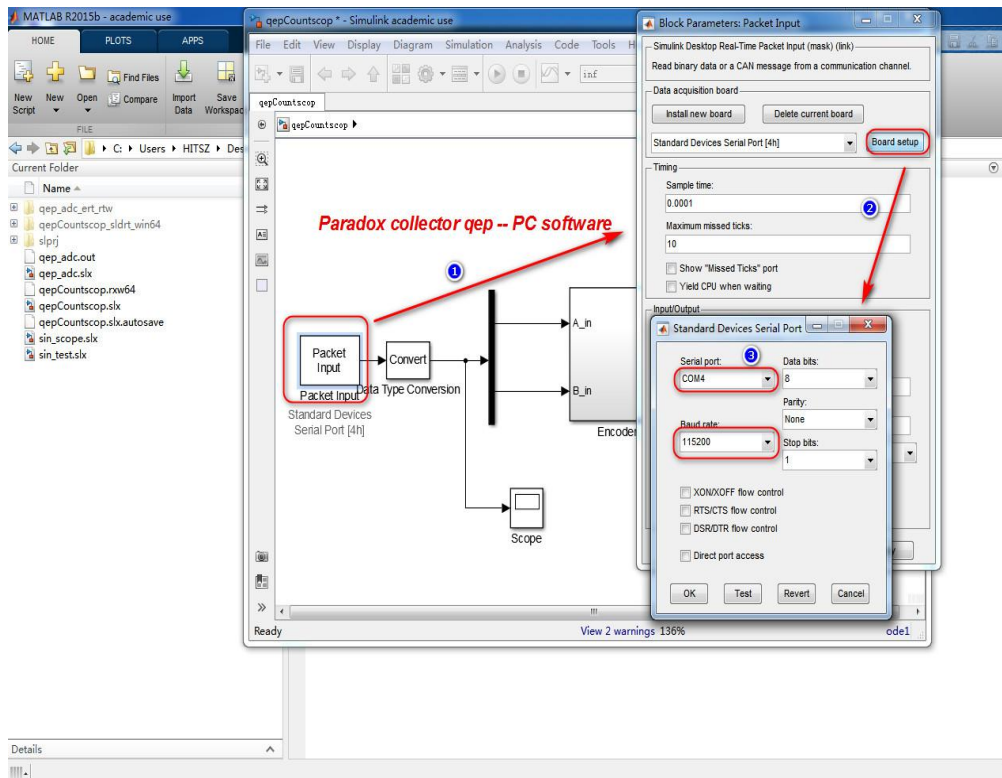 MATLAB R2015b - academic use
HOME PLOTS APPS
New Script
New
Open
Find Files
Compare
Import Data
Save
FILE
C: ▸ Users ▸ HITSZ ▸
Current Folder
Name
qep_adc_ert_rtw
qepCountscop_sldrt_win64
slprj
qep_adc.out
qep_adc.slx
qepCountscop.rxw64
qepCountscop.slx
qepCountscop.slx.autosave
sin_scope.slx
sin_test.slx
Details
qepCountscop * - Simulink academic use
File Edit View Display Diagram Simulation Analysis Code Tools
inf
qepCountscop
qepCountscop
Paradox collector qep -- PC software
1
Packet Input
Packet Input
Standard Devices
Serial Port [4h]
Convert
Data Type Conversion
A_in
B_in
Encoder
Scope
Ready
View 2 warnings
136%
ode1
Block Parameters: Packet Input
Simulink Desktop Real-Time Packet Input (mask) (link)
Read binary data or a CAN message from a communication channel.
Data acquisition board
Install new board
Delete current board
Standard Devices Serial Port [4h]
Board setup
Timing
Sample time:
0.0001
2
Maximum missed ticks:
10
Show "Missed Ticks" port
Yield CPU when waiting
Input/Output
Standard Devices Serial Port
3
Serial port:
Data bits:
COM4
8
Parity:
None
Baud rate:
115200
Stop bits:
1
XON/XOFF flow control
RTS/CTS flow control
DSR/DTR flow control
Direct port access
OK Test Revert Cancel